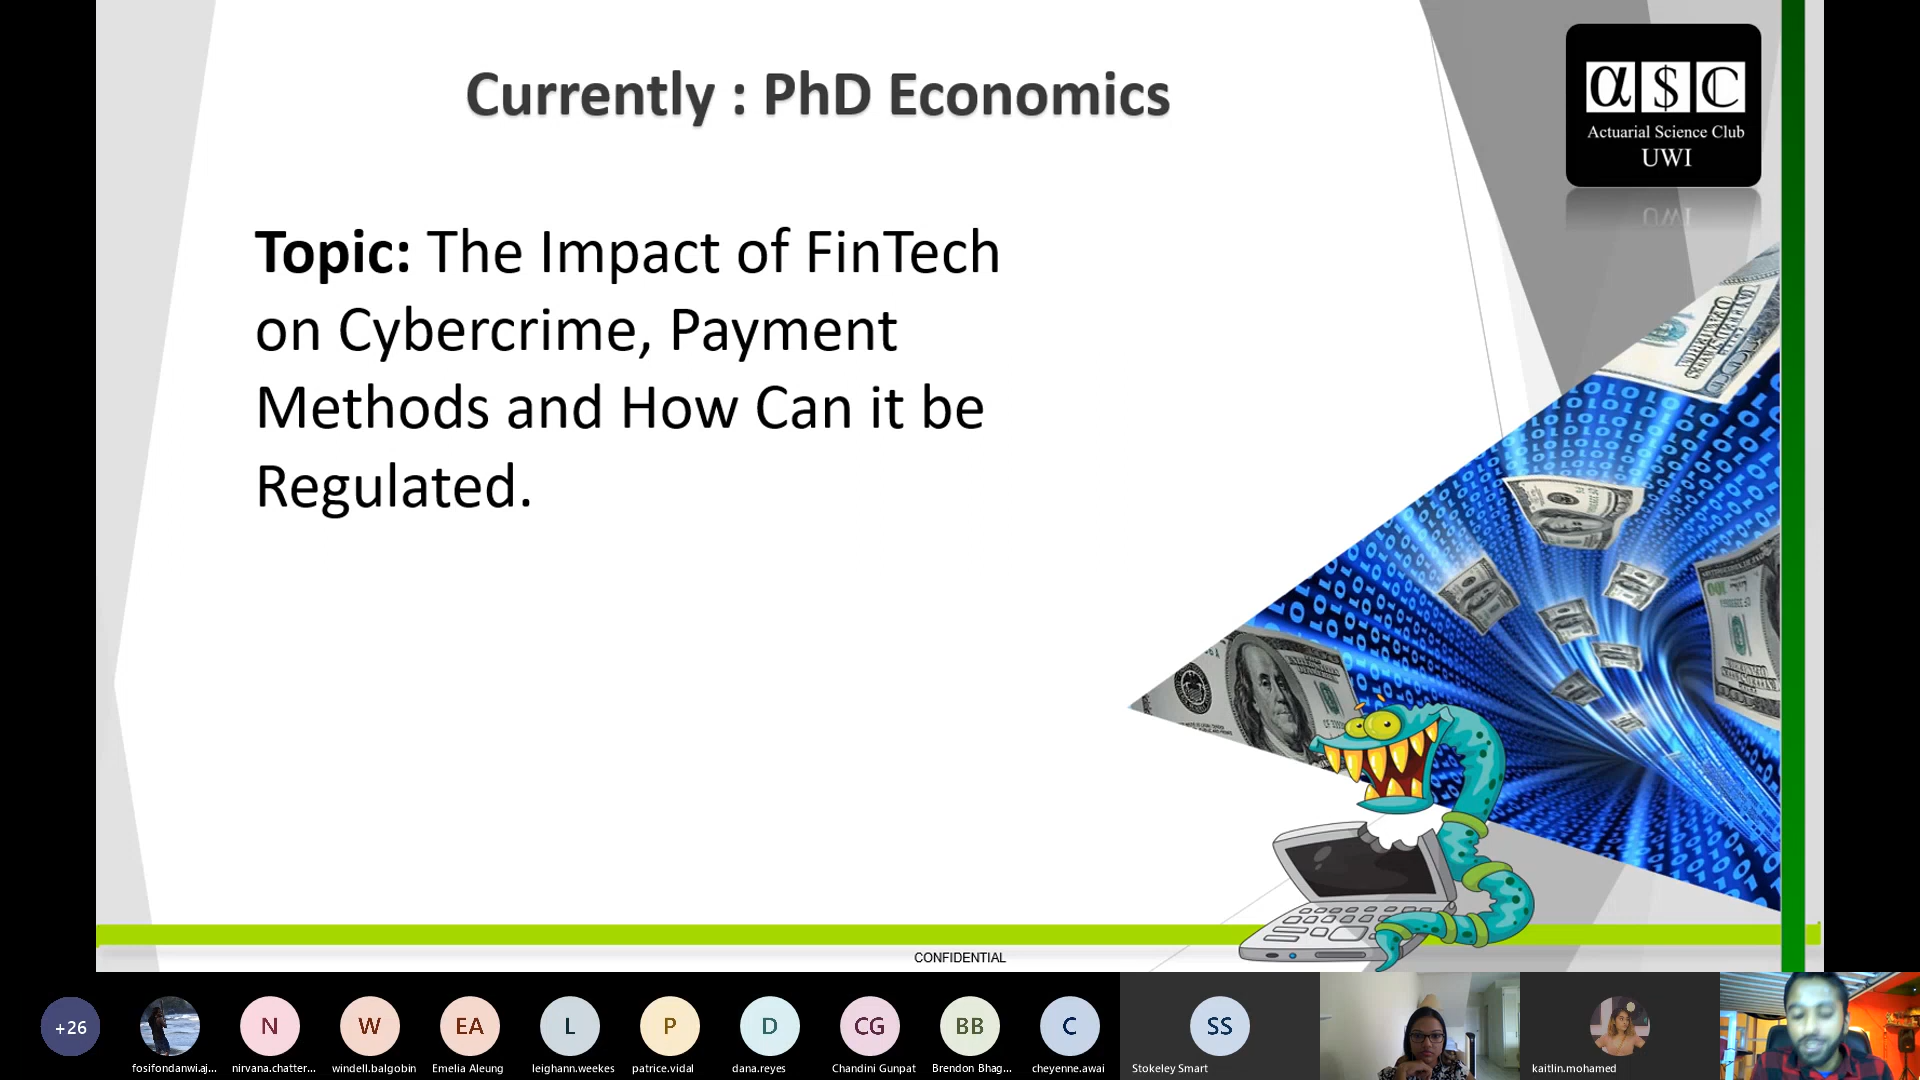 Currently : PhD Economics
α $ C
Actuarial Science Club
UWI
Topic: The Impact of FinTech
on Cybercrime, Payment
Methods and How Can it be
Regulated.
CONFIDENTIAL
+26
N
W
EA
L
P
D
CG
BB
C
SS
fosifondanwi.aj...
nirvana.chatter...
windell.balgobin
Emelia Aleung
leighann.weekes
patrice.vidal
dana.reyes
Chandini Gunpat
Brendon Bhag...
cheyenne.awai
Stokeley Smart
kaitlin.mohamed